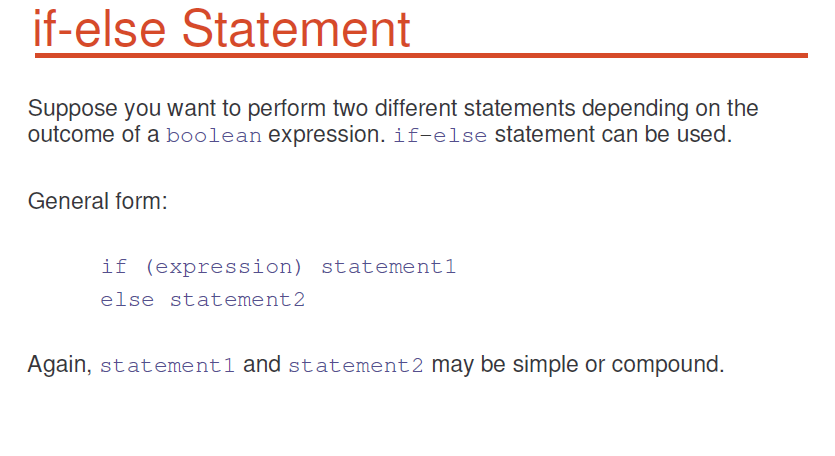 if-else Statement
Suppose you want to perform two different statements depending on the
outcome of a boolean expression. if-else statement can be used.
General form:
if (expression) statement1
else statement2
Again, statement1 and statement2 may be simple or compound.